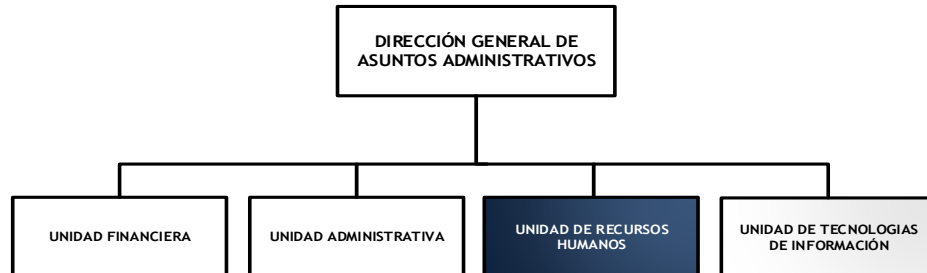 DIRECCIÓN GENERAL DE
ASUNTOS ADMINISTRATIVOS
UNIDAD FINANCIERA
UNIDAD ADMINISTRATIVA
UNIDAD DE RECURSOS
HUMANOS
UNIDAD DE TECNOLOGIAS
DE INFORMACIÓN